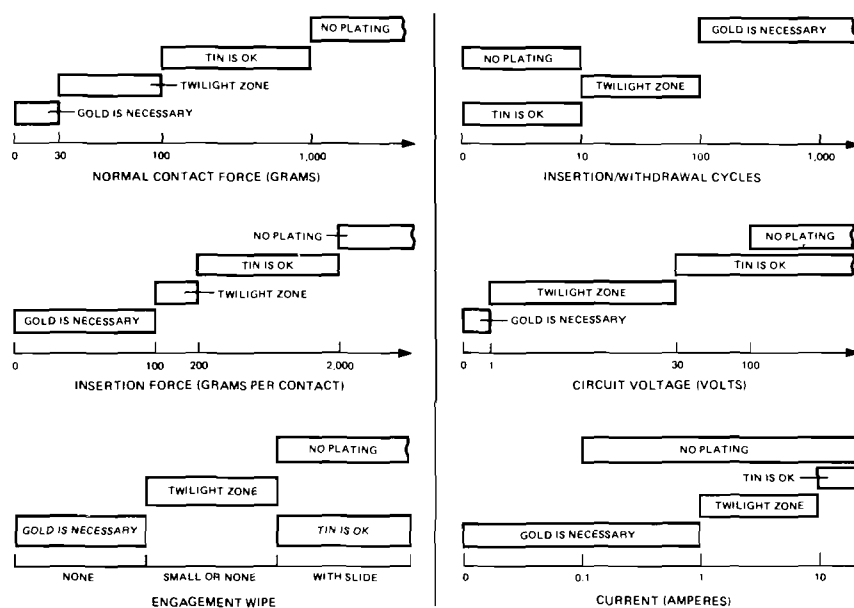 NO PLATING
TIN IS OK
TWILIGHT ZONE
GOLD IS NECESSARY
0 30 100 1,000
NORMAL CONTACT FORCE (GRAMS)
NO PLATING
TIN IS OK
TWILIGHT ZONE
GOLD IS NECESSARY
0 100 200 2,000
INSERTION FORCE (GRAMS PER CONTACT)
NO PLATING
TWILIGHT ZONE
GOLD IS NECESSARY TIN IS OK
NONE SMALL OR NONE WITH SLIDE
ENGAGEMENT WIPE
GOLD IS NECESSARY
NO PLATING
TWILIGHT ZONE
TIN IS OK
0 10 100 1,000
INSERTION/WITHDRAWAL CYCLES
NO PLATING
TIN IS OK
TWILIGHT ZONE
GOLD IS NECESSARY
0 1 30 100
CIRCUIT VOLTAGE (VOLTS)
NO PLATING
TIN IS OK
TWILIGHT ZONE
GOLD IS NECESSARY
0 0.1 1 10
CURRENT (AMPERES)